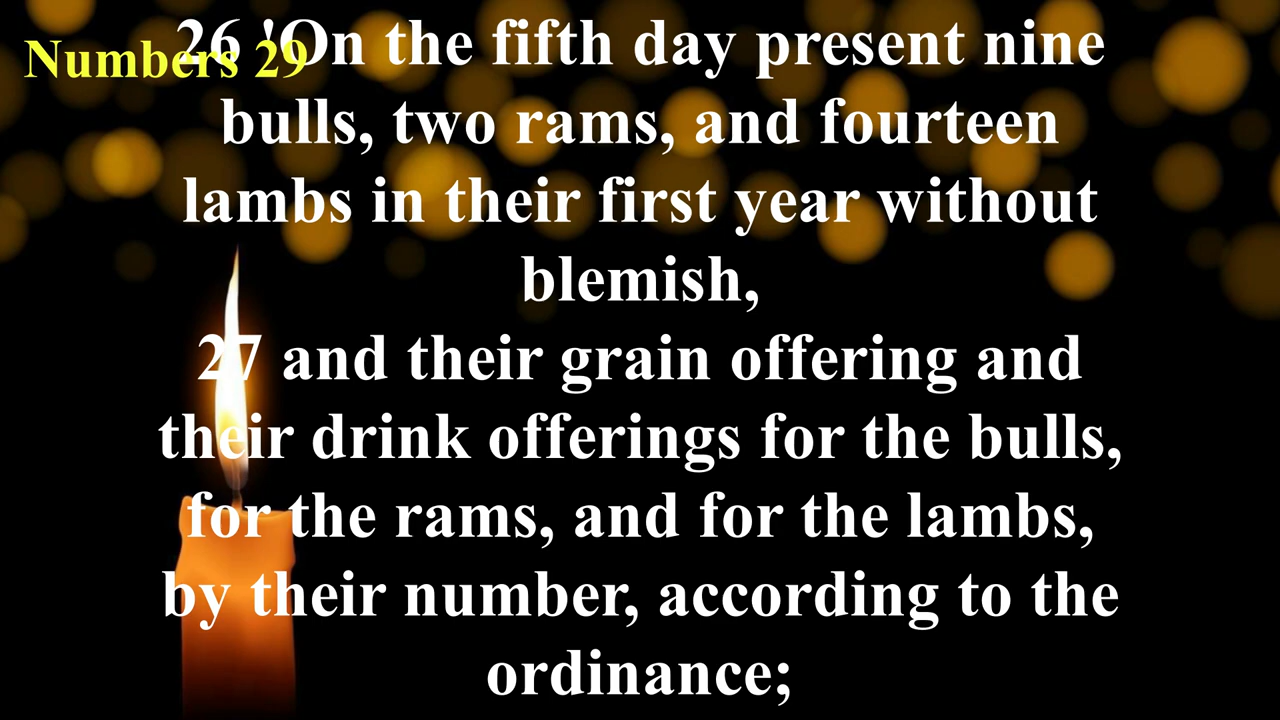 Numbers 29
26 'On the fifth day present nine
bulls, two rams, and fourteen
lambs in their first year without
blemish,
27 and their grain offering and
their drink offerings for the bulls,
for the rams, and for the lambs,
by their number, according to the
ordinance;